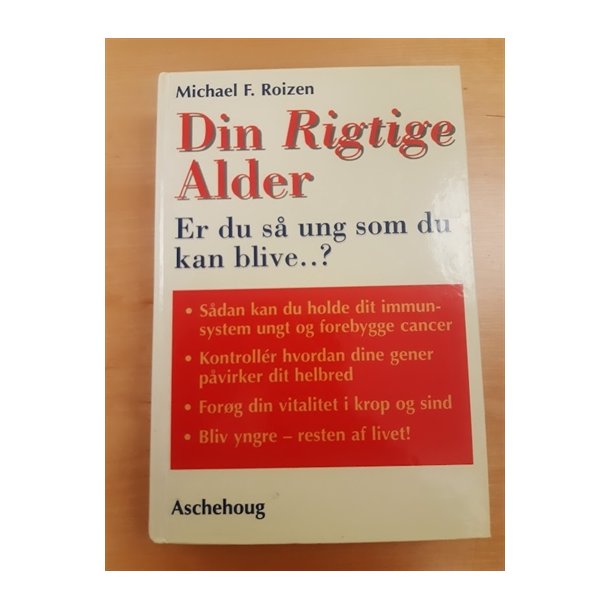 Michael F. Roizen
Din Rigtige
Alder
Er du så ung som du
kan blive..?
• Sådan kan du holde dit immun-
system ungt og forebygge cancer
• Kontrollér hvordan dine gener
påvirker dit helbred
• Forøg din vitalitet i krop og sind
• Bliv yngre – resten af livet!
Aschehoug